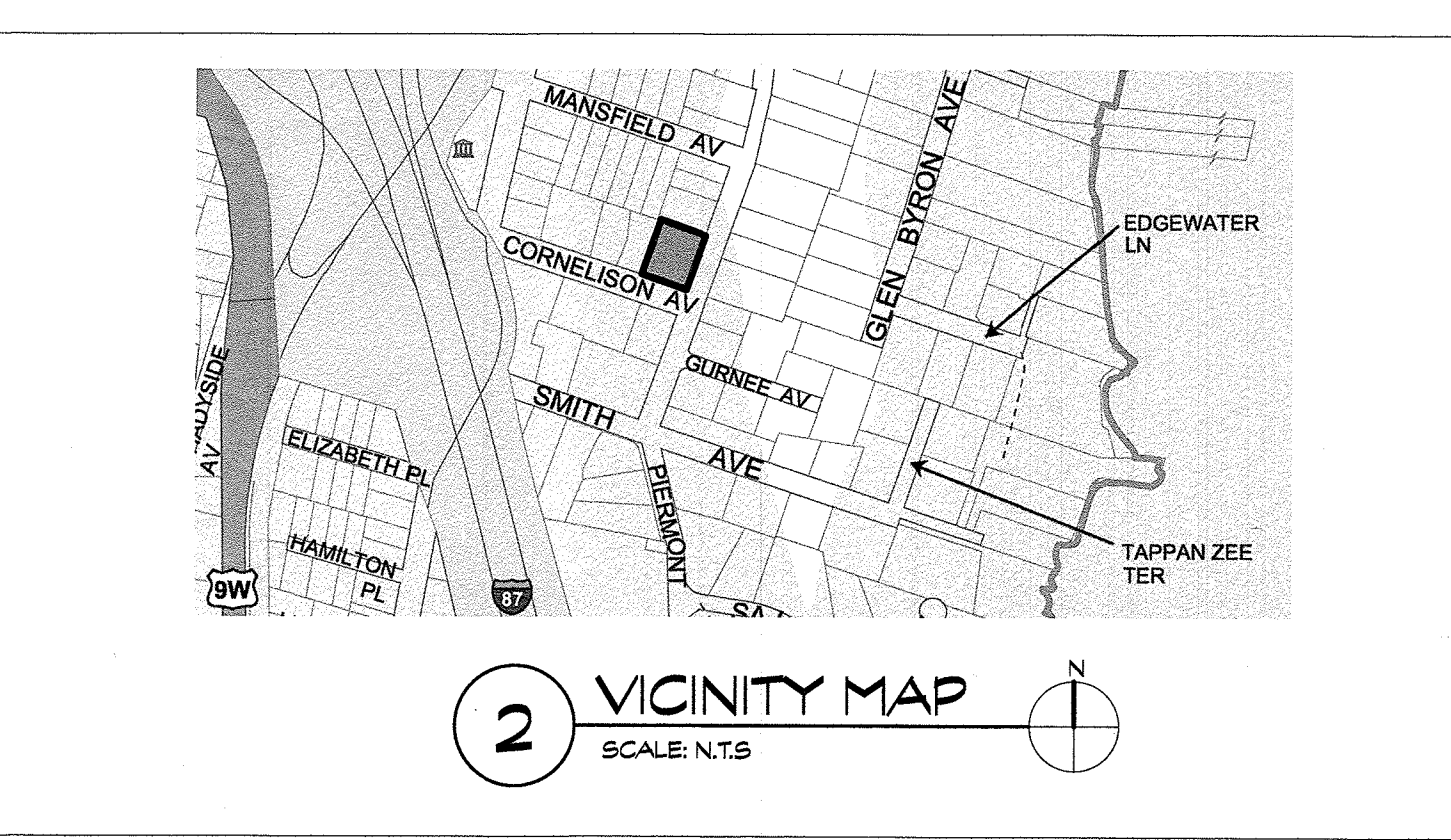 MANSFIELD AV
GLEN BYRON AVE
EDGEWATER
LN
CORNELISON AV
GURNEE AV
SMITH AVE
ADYSIDE
AV
ELIZABETH PL
PIERMONT
HAMILTON
PL
TAPPAN ZEE
TER
9W
87
N
2
VICINITY MAP
SCALE: N.T.S